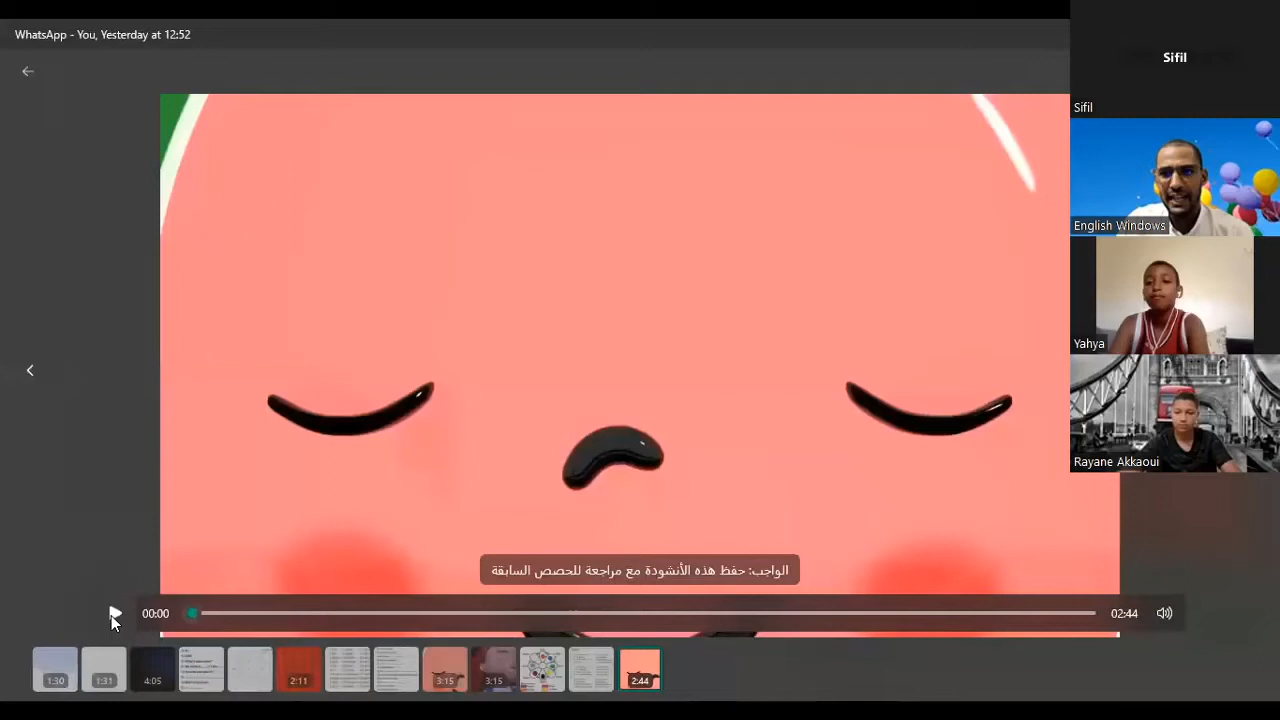 WhatsApp - You, Yesterday at 12:52
Sifil
Sifil
English Windows
Yahya
Rayane Akkaoui
الواجب: حفظ هذه الأنشودة مع مراجعة للحصص السابقة
00:00
02:44
1:30
1:31
4:05
2:11
3:15
3:15
2:44